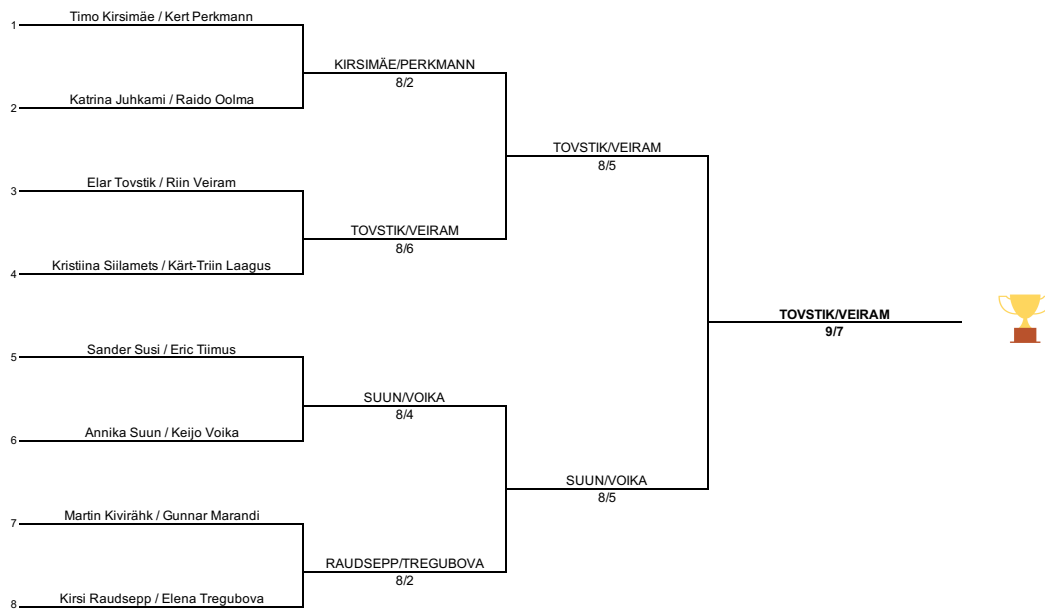 Timo Kirsimäe / Kert Perkmann
1
KIRSIMÄE/PERKMANN
8/2
Katrina Juhkami / Raido Oolma
2
TOVSTIK/VEIRAM
8/5
Elar Tovstik / Riin Veiram
3
TOVSTIK/VEIRAM
8/6
Kristiina Siilamets / Kärt-Triin Laagus
4
TOVSTIK/VEIRAM
9/7
Sander Susi / Eric Tiimus
5
SUUN/VOIKA
8/4
Annika Suun / Keijo Voika
6
SUUN/VOIKA
8/5
Martin Kivirähk / Gunnar Marandi
7
RAUDSEPP/TREGUBOVA
8/2
Kirsi Raudsepp / Elena Tregubova
8